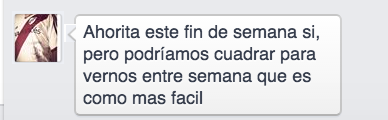 Ahorita este fin de semana si,
pero podríamos cuadrar para
vernos entre semana que es
como mas facil